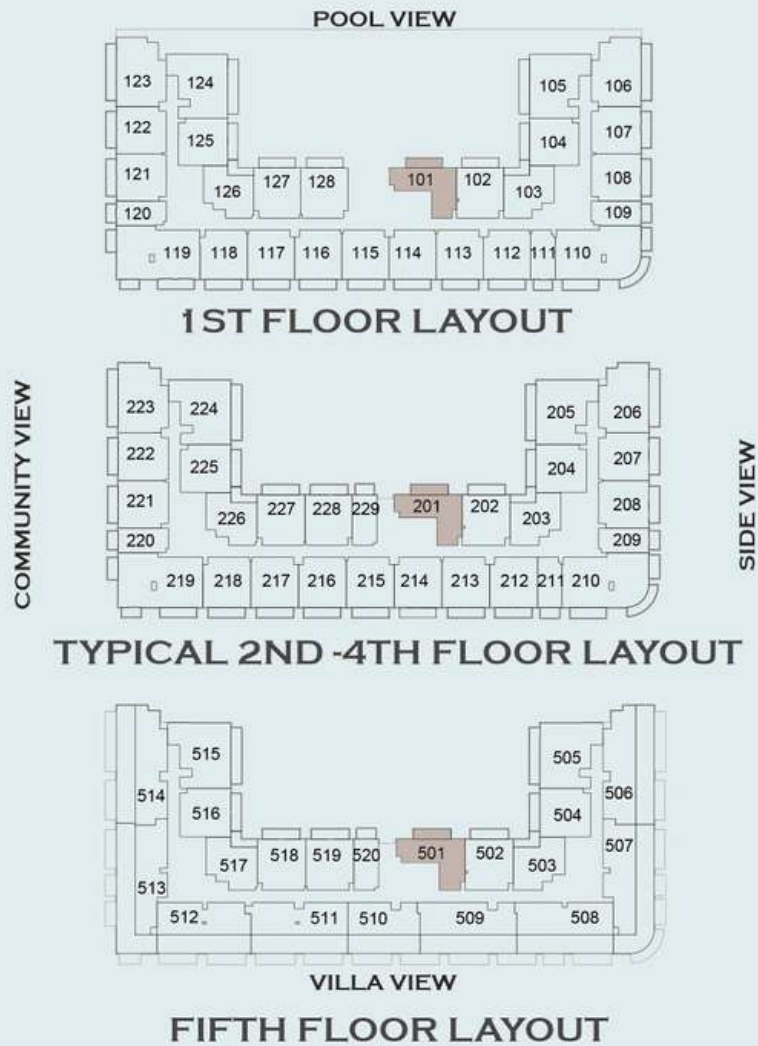 POOL VIEW
123 124 105 106
122 125 104 107
121 126 127 128 101 102 103 108
120 109
119 118 117 116 115 114 113 112 111 110
1ST FLOOR LAYOUT
COMMUNITY VIEW
SIDE VIEW
223 224 205 206
222 225 204 207
221 226 227 228 229 201 202 203 208
220 209
219 218 217 216 215 214 213 212 211 210
TYPICAL 2ND -4TH FLOOR LAYOUT
515 505
514 516 504 506
513 517 518 519 520 501 502 503 507
512 511 510 509 508
VILLA VIEW
FIFTH FLOOR LAYOUT